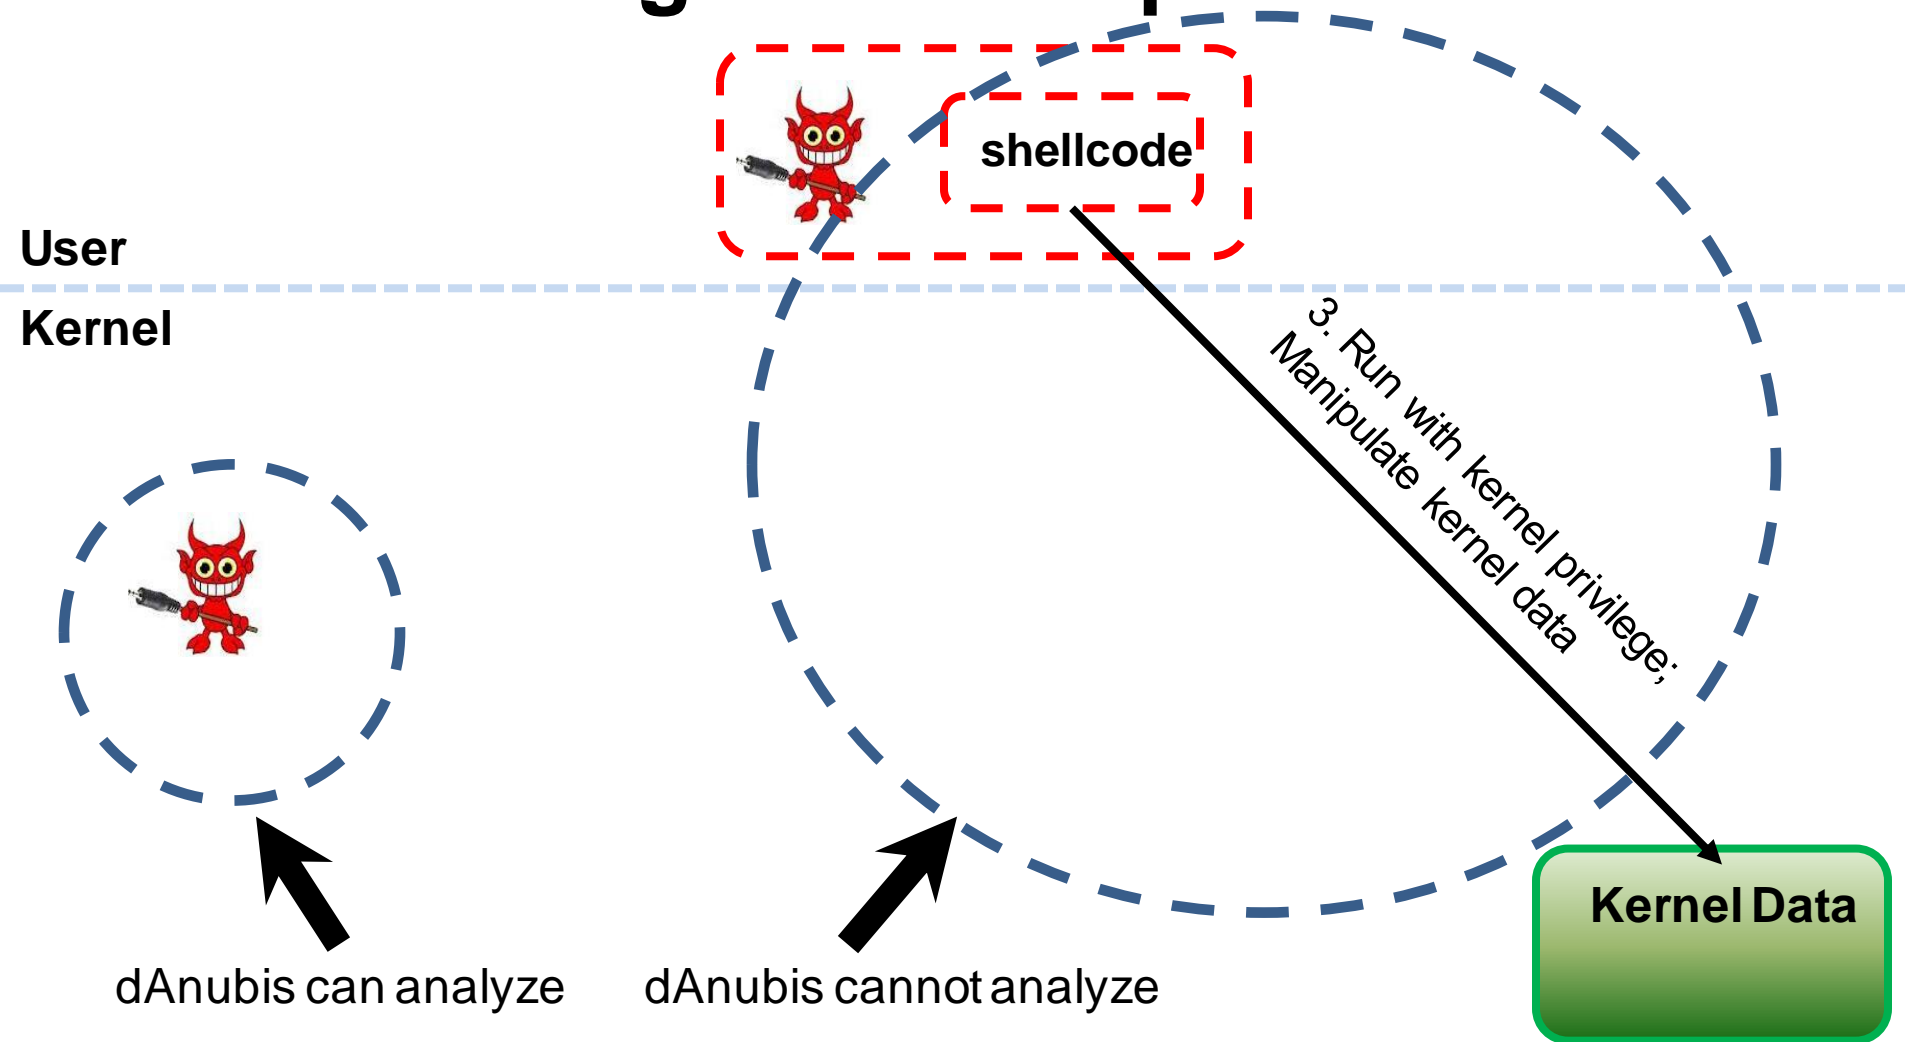 shellcode
User
Kernel
3. Run with kernel privilege;
Manipulate kernel data
Kernel Data
dAnubis can analyze
dAnubis cannot analyze